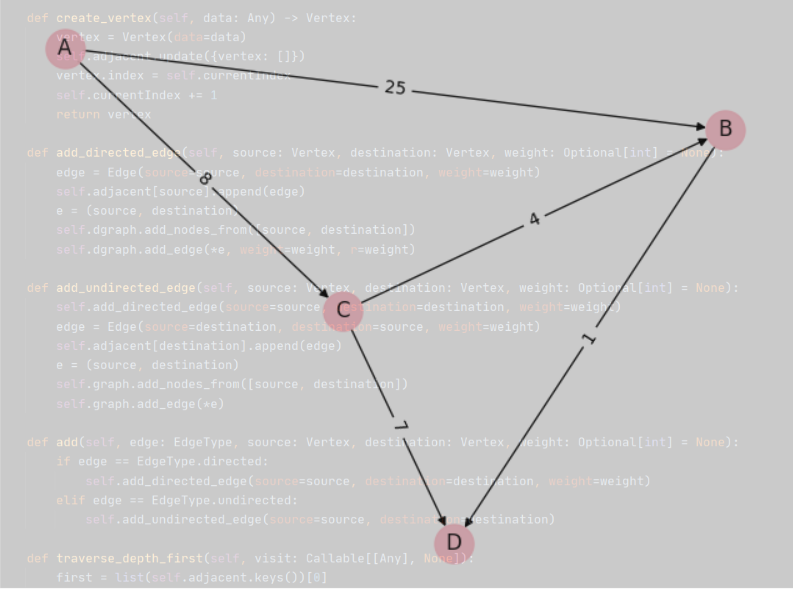 def create_vertex(self, data: Any) -> Vertex:
A
vertex = Vertex(data=data)
self.adjacent.update({vertex: []})
vertex.index = self.currentIndex
25
self.currentIndex += 1
return vertex
B
def add_directed_edge(self, source: Vertex, destination: Vertex, weight: Optional[int] = None):
edge = Edge(source=source, destination=destination, weight=weight)
8
self.adjacent[source].append(edge)
e = (source, destination)
4
self.dgraph.add_nodes_from([source, destination])
self.dgraph.add_edge(*e, weight=weight, r=weight)
def add_undirected_edge(self, source: Vertex, destination: Vertex, weight: Optional[int] = None):
self.add_directed_edge(source=source, destination=destination, weight=weight)
C
edge = Edge(source=destination, destination=source, weight=weight)
1
self.adjacent[destination].append(edge)
e = (source, destination)
self.graph.add_nodes_from([source, destination])
self.graph.add_edge(*e)
7
def add(self, edge: EdgeType, source: Vertex, destination: Vertex, weight: Optional[int] = None):
if edge == EdgeType.directed:
self.add_directed_edge(source=source, destination=destination, weight=weight)
elif edge == EdgeType.undirected:
self.add_undirected_edge(source=source, destination=destination)
D
def traverse_depth_first(self, visit: Callable[[Any], None]):
first = list(self.adjacent.keys())[0]